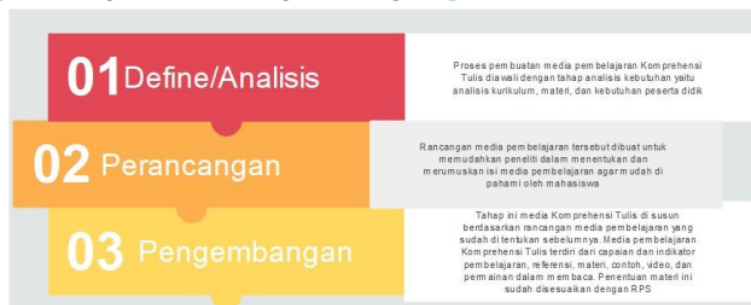 01 Define/Analisis
Proses pembuatan media pembelajaran Komprehensi
Tulis diawali dengan tahap analisis kebutuhan yaitu
analisis kurikulum, materi, dan kebutuhan peserta didik
02 Perancangan
Rancangan media pembelajaran tersebut dibuat untuk
memudahkan peneliti dalam menentukan dan
merumuskan isi media pembelajaran agar mudah di
pahami oleh mahasiswa
03 Pengembangan
Tahap ini media Komprehensi Tulis di susun
berdasarkan rancangan media pembelajaran yang
sudah di tentukan sebelumnya. Media pembelajaran
Komprehensi Tulis terdiri dari capaian dan indikator
pembelajaran, referensi, materi, contoh, video, dan
permainan dalam membaca. Penentuan materi ini
sudah disesuaikan dengan RPS